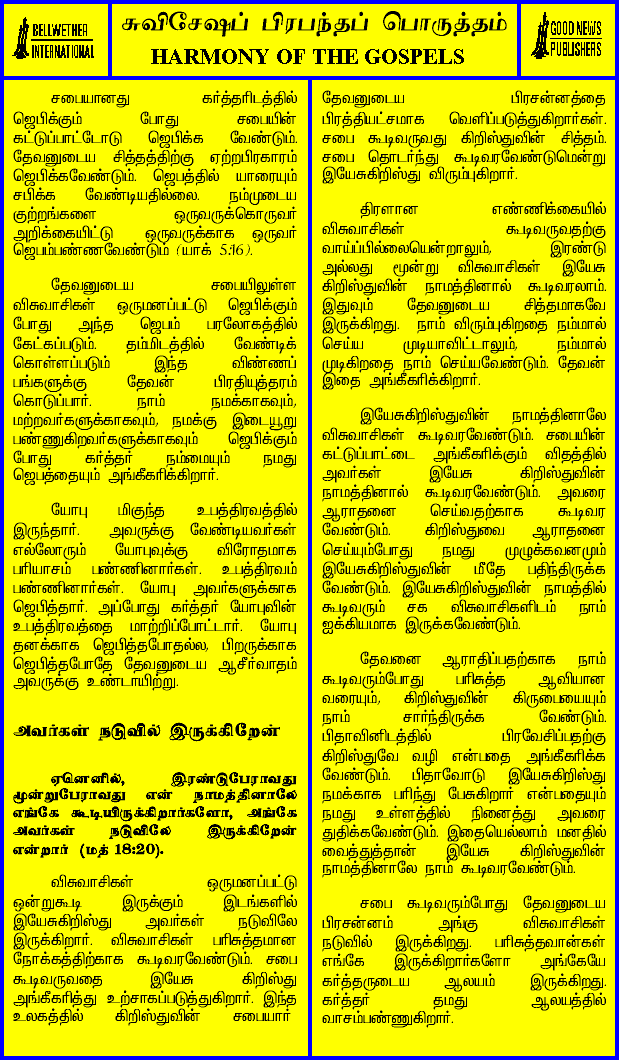 BELLWETHER
INTERNATIONAL
சுவிசேஷப் பிரபந்தப் பொருத்தம்
HARMONY OF THE GOSPELS
GOOD NEWS
PUBLISHERS
சபையானது கர்த்தரிடத்தில்
ஜெபிக்கும் போது சபையின்
கட்டுப்பாட்டோடு ஜெபிக்க வேண்டும்.
தேவனுடைய சித்தத்திற்கு ஏற்றபிரகாரம்
ஜெபிக்கவேண்டும். ஜெபத்தில் யாரையும்
சபிக்க வேண்டியதில்லை. நம்முடைய
குற்றங்களை ஒருவருக்கொருவர்
அறிக்கையிட்டு ஒருவருக்காக ஒருவர்
ஜெபம்பண்ணவேண்டும் (யாக் 5:16).
தேவனுடைய சபையிலுள்ள
விசுவாசிகள் ஒருமனப்பட்டு ஜெபிக்கும்
போது அந்த ஜெபம் பரலோகத்தில்
கேட்கப்படும். தம்மிடத்தில் வேண்டிக்
கொள்ளப்படும் இந்த விண்ணப்
பங்களுக்கு தேவன் பிரதியுத்தரம்
கொடுப்பார். நாம் நமக்காகவும்,
மற்றவர்களுக்காகவும், நமக்கு இடையூறு
பண்ணுகிறவர்களுக்காகவும் ஜெபிக்கும்
போது கர்த்தர் நம்மையும் நமது
ஜெபத்தையும் அங்கீகரிக்கிறார்.
யோபு மிகுந்த உபத்திரவத்தில்
இருந்தார். அவருக்கு வேண்டியவர்கள்
எல்லோரும் யோபுவுக்கு விரோதமாக
பரியாசம் பண்ணினார்கள். உபத்திரவம்
பண்ணினார்கள். யோபு அவர்களுக்காக
ஜெபித்தார். அப்போது கர்த்தர் யோபுவின்
உபத்திரவத்தை மாற்றிப்போட்டார். யோபு
தனக்காக ஜெபித்தபோதல்ல, பிறருக்காக
ஜெபித்தபோதே தேவனுடைய ஆசீர்வாதம்
அவருக்கு உண்டாயிற்று.
அவர்கள் நடுவில் இருக்கிறேன்
ஏனெனில், இரண்டுபேராவது
மூன்றுபேராவது என் நாமத்தினாலே
எங்கே கூடியிருக்கிறார்களோ, அங்கே
அவர்கள் நடுவிலே இருக்கிறேன்
என்றார் (மத் 18:20).
விசுவாசிகள் ஒருமனப்பட்டு
ஒன்றுகூடி இருக்கும் இடங்களில்
இயேசுகிறிஸ்து அவர்கள் நடுவிலே
இருக்கிறார். விசுவாசிகள் பரிசுத்தமான
நோக்கத்திற்காக கூடிவரவேண்டும். சபை
கூடிவருவதை இயேசு கிறிஸ்து
அங்கீகரித்து உற்சாகப்படுத்துகிறார். இந்த
உலகத்தில் கிறிஸ்துவின் சபையார்
தேவனுடைய பிரசன்னத்தை
பிரத்தியட்சமாக வெளிப்படுத்துகிறார்கள்.
சபை கூடிவருவது கிறிஸ்துவின் சித்தம்.
சபை தொடர்ந்து கூடிவரவேண்டுமென்று
இயேசுகிறிஸ்து விரும்புகிறார்.
திரளான எண்ணிக்கையில்
விசுவாசிகள் கூடிவருவதற்கு
வாய்ப்பில்லையென்றாலும், இரண்டு
அல்லது மூன்று விசுவாசிகள் இயேசு
கிறிஸ்துவின் நாமத்தினால் கூடிவரலாம்.
இதுவும் தேவனுடைய சித்தமாகவே
இருக்கிறது. நாம் விரும்புகிறதை நம்மால்
செய்ய முடியாவிட்டாலும், நம்மால்
முடிகிறதை நாம் செய்யவேண்டும். தேவன்
இதை அங்கீகரிக்கிறார்.
இயேசுகிறிஸ்துவின் நாமத்தினாலே
விசுவாசிகள் கூடிவரவேண்டும். சபையின்
கட்டுப்பாட்டை அங்கீகரிக்கும் விதத்தில்
அவர்கள் இயேசு கிறிஸ்துவின்
நாமத்தினால் கூடிவரவேண்டும். அவரை
ஆராதனை செய்வதற்காக கூடிவர
வேண்டும். கிறிஸ்துவை ஆராதனை
செய்யும்போது நமது முழுக்கவனமும்
இயேசுகிறிஸ்துவின் மீதே பதிந்திருக்க
வேண்டும். இயேசுகிறிஸ்துவின் நாமத்தில்
கூடிவரும் சக விசுவாசிகளிடம் நாம்
ஐக்கியமாக இருக்கவேண்டும்.
தேவனை ஆராதிப்பதற்காக நாம்
கூடிவரும்போது பரிசுத்த ஆவியான
வரையும், கிறிஸ்துவின் கிருபையையும்
நாம் சார்ந்திருக்க வேண்டும்.
பிதாவினிடத்தில் பிரவேசிப்பதற்கு
கிறிஸ்துவே வழி என்பதை அங்கீகரிக்க
வேண்டும். பிதாவோடு இயேசுகிறிஸ்து
நமக்காக பரிந்து பேசுகிறார் என்பதையும்
நமது உள்ளத்தில் நினைத்து அவரை
துதிக்கவேண்டும். இதையெல்லாம் மனதில்
வைத்துத்தான் இயேசு கிறிஸ்துவின்
நாமத்தினாலே நாம் கூடிவரவேண்டும்.
சபை கூடிவரும்போது தேவனுடைய
பிரசன்னம் அங்கு விசுவாசிகள்
நடுவில் இருக்கிறது. பரிசுத்தவான்கள்
எங்கே இருக்கிறார்களோ அங்கேயே
கர்த்தருடைய ஆலயம் இருக்கிறது.
கர்த்தர் தமது ஆலயத்தில்
வாசம்பண்ணுகிறார்.